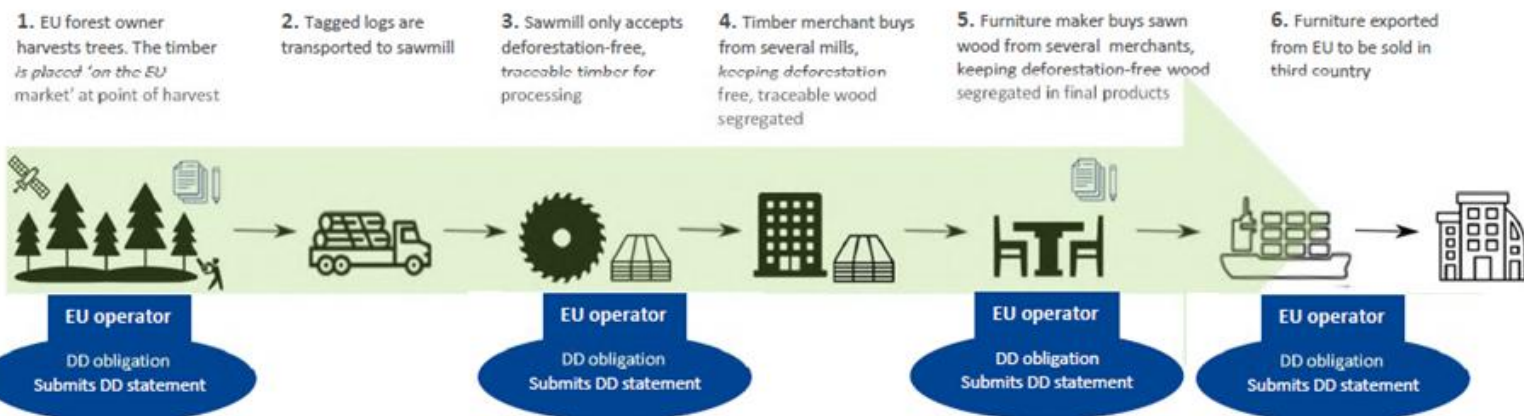 1. EU forest owner
harvests trees. The timber
is placed 'on the EU
market' at point of harvest
2. Tagged logs are
transported to sawmill
3. Sawmill only accepts
deforestation-free,
traceable timber for
processing
4. Timber merchant buys
from several mills,
keeping deforestation
free, traceable wood
segregated
5. Furniture maker buys sawn
wood from several merchants,
keeping deforestation-free wood
segregated in final products
6. Furniture exported
from EU to be sold in
third country
EU operator
DD obligation
Submits DD statement
EU operator
DD obligation
Submits DD statement
EU operator
DD obligation
Submits DD statement
EU operator
DD obligation
Submits DD statement